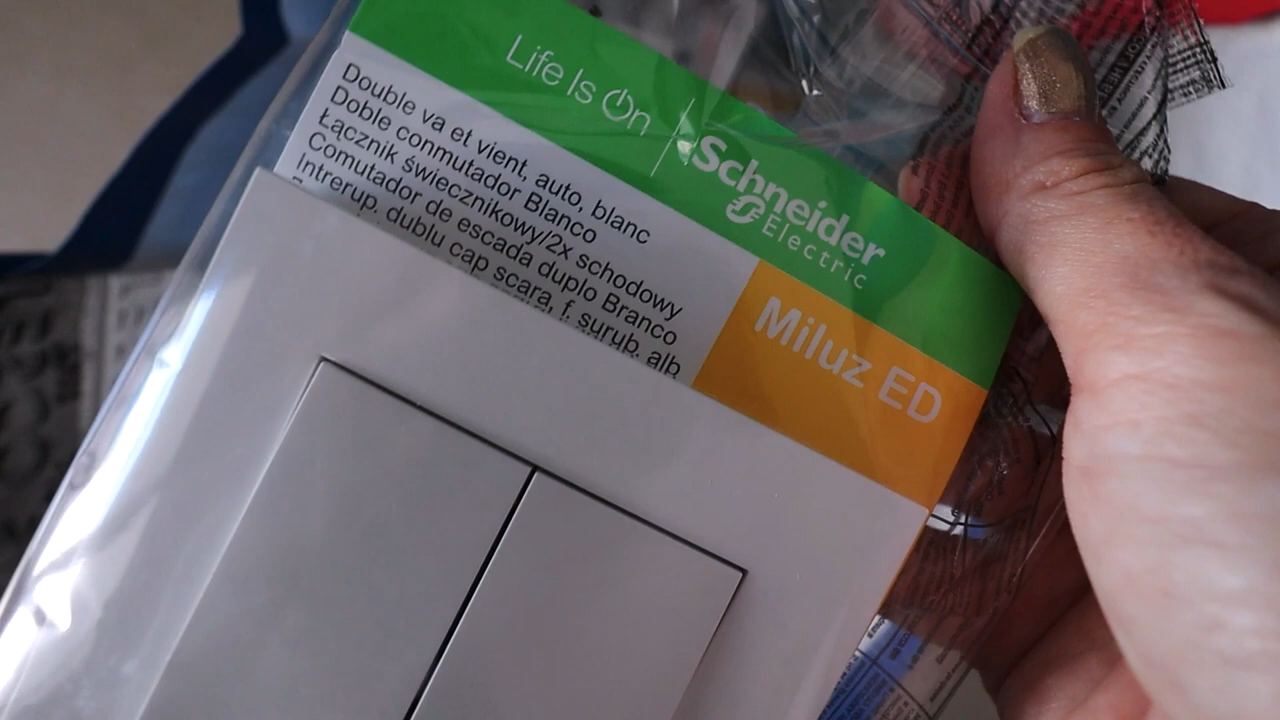 Life Is On
Schneider
Electric
Double va et vient, auto, blanc
Doble conmutador Blanco
Łącznik świecznikowy/2x schodowy
Comutador de escada duplo Branco
Intrerup. dublu cap scara, f. surub. alb
Miluz ED